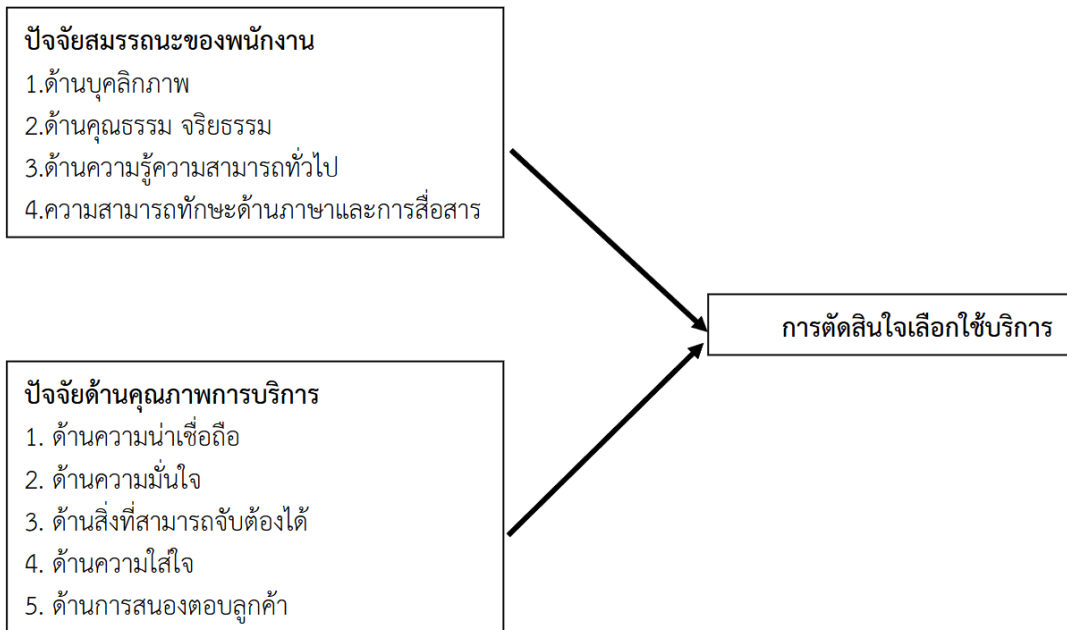 ปัจจัยสมรรถนะของพนักงาน
1.ด้านบุคลิกภาพ
2.ด้านคุณธรรม จริยธรรม
3.ด้านความรู้ความสามารถทั่วไป
4.ความสามารถทักษะด้านภาษาและการสื่อสาร
การตัดสินใจเลือกใช้บริการ
ปัจจัยด้านคุณภาพการบริการ
1. ด้านความน่าเชื่อถือ
2. ด้านความมั่นใจ
3. ด้านสิ่งที่สามารถจับต้องได้
4. ด้านความใส่ใจ
5. ด้านการสนองตอบลูกค้า